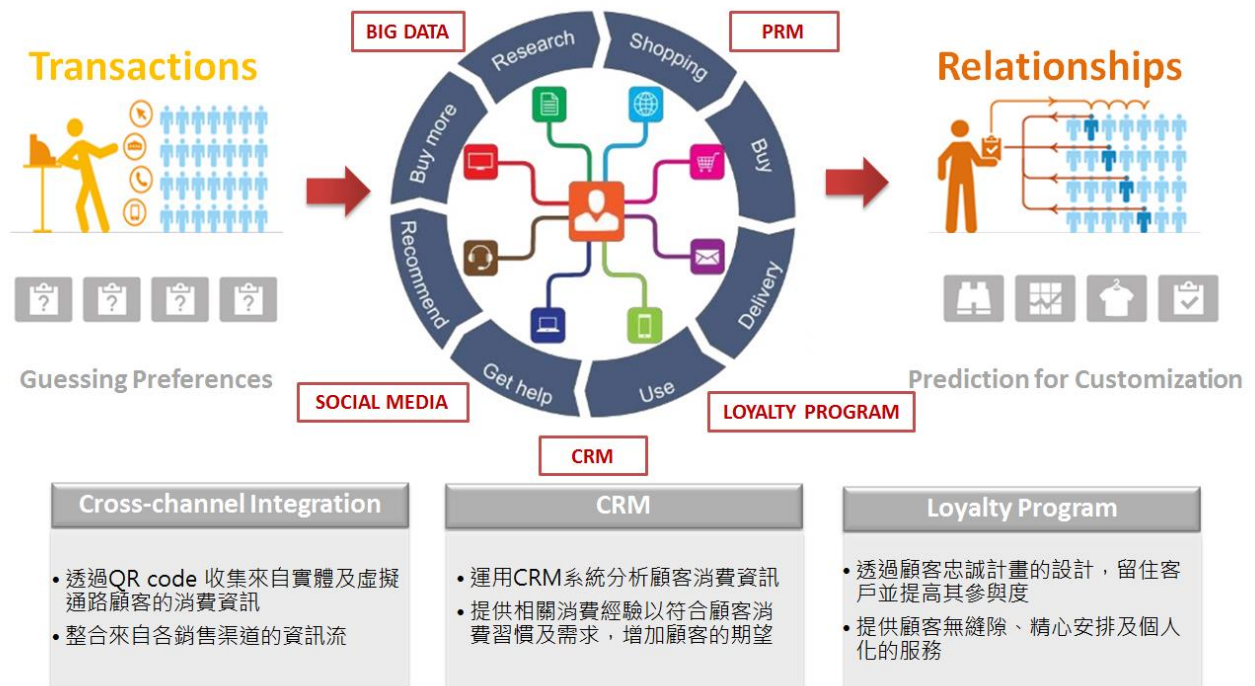 BIG DATA
PRM
Transactions
Relationships
Research
Shopping
Buy
Delivery
Use
Get help
Recommend
Buy more
? ? ? ?
Guessing Preferences
Prediction for Customization
SOCIAL MEDIA
LOYALTY PROGRAM
CRM
Cross-channel Integration
• 透過QR code 收集來自實體及虛擬
通路顧客的消費資訊
• 整合來自各銷售渠道的資訊流
CRM
• 運用CRM系統分析顧客消費資訊
• 提供相關消費經驗以符合顧客消
費習慣及需求，增加顧客的期望
Loyalty Program
• 透過顧客忠誠計畫的設計，留住客
戶並提高其參與度
• 提供顧客無縫隙、精心安排及個人
化的服務